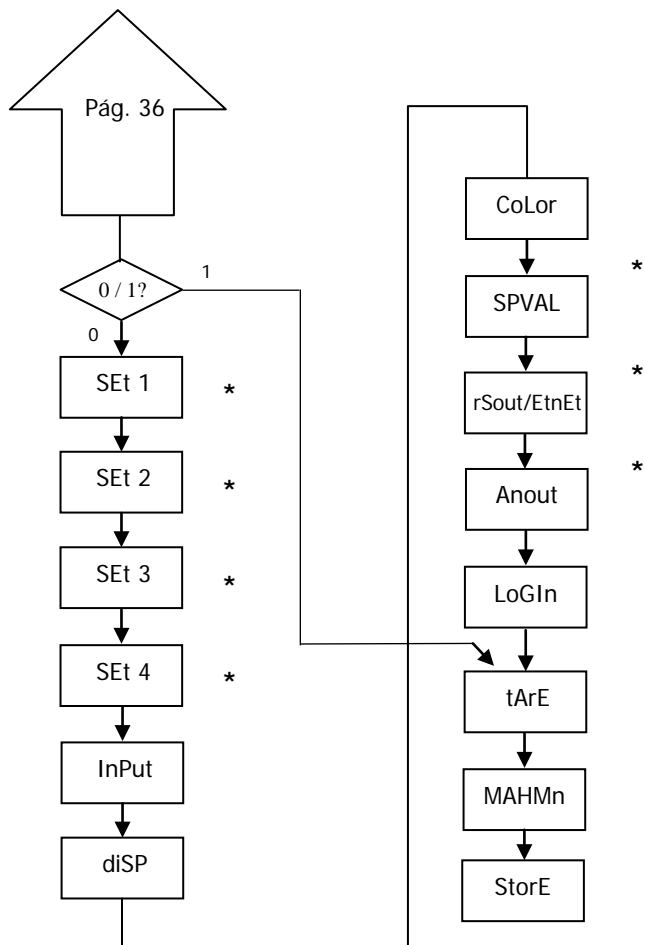 Pág. 36
0 / 1?
1
0
SEt 1
*
SEt 2
*
SEt 3
*
SEt 4
*
InPut
diSP
CoLor
*
SPVAL
*
rSout/EtnEt
*
Anout
LoGIn
tArE
MAHMn
StorE